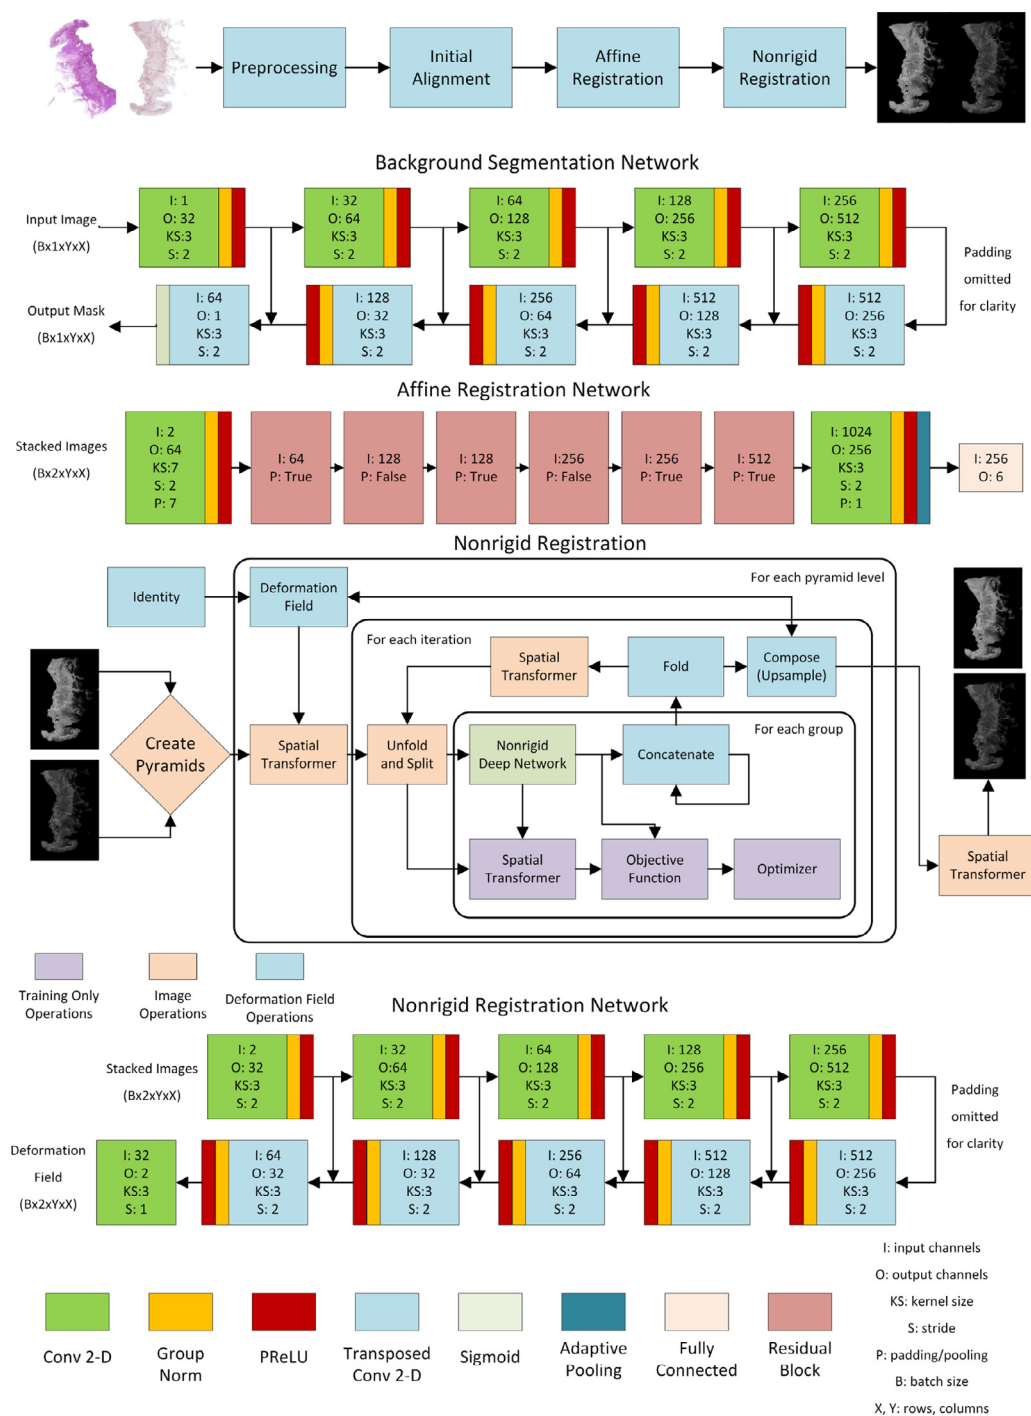 Preprocessing
Initial
Alignment
Affine
Registration
Nonrigid
Registration
Background Segmentation Network
Input Image
(Bx1xYxX)
I: 1
O: 32
KS:3
S: 2
I: 32
O: 64
KS:3
S: 2
I: 64
O: 128
KS:3
S: 2
I: 128
O: 256
KS:3
S: 2
I: 256
O: 512
KS:3
S: 2
Padding
omitted
for clarity
Output Mask
(Bx1xYxX)
I: 64
O: 1
KS:3
S: 2
I: 128
O: 32
KS:3
S: 2
I: 256
O: 64
KS:3
S: 2
I: 512
O: 128
KS:3
S: 2
I: 512
O: 256
KS:3
S: 2
Affine Registration Network
Stacked Images
(Bx2xYxX)
I: 2
O: 64
KS:7
S: 2
P: 7
I: 64
P: True
I: 128
P: False
I: 128
P: True
I:256
P: False
I: 256
P: True
I: 512
P: True
I: 1024
O: 256
KS:3
S: 2
P: 1
I: 256
O: 6
Nonrigid Registration
Identity
Deformation
Field
For each pyramid level
For each iteration
Spatial
Transformer
Fold
Compose
(Upsample)
For each group
Create
Pyramids
Spatial
Transformer
Unfold
and Split
Nonrigid
Deep Network
Concatenate
Spatial
Transformer
Objective
Function
Optimizer
Spatial
Transformer
Training Only
Operations
Image
Operations
Deformation Field
Operations
Nonrigid Registration Network
Stacked Images
(Bx2xYxX)
I: 2
O: 32
KS:3
S: 2
I: 32
O:64
KS:3
S: 2
I: 64
O: 128
KS:3
S: 2
I: 128
O: 256
KS:3
S: 2
I: 256
O: 512
KS:3
S: 2
Padding
omitted
for clarity
Deformation
Field
(Bx2xYxX)
I: 32
O: 2
KS:3
S: 1
I: 64
O: 32
KS:3
S: 2
I: 128
O: 32
KS:3
S: 2
I: 256
O: 64
KS:3
S: 2
I: 512
O: 128
KS:3
S: 2
I: 512
O: 256
KS:3
S: 2
Conv 2-D
Group
Norm
PReLU
Transposed
Conv 2-D
Sigmoid
Adaptive
Pooling
Fully
Connected
Residual
Block
I: input channels
O: output channels
KS: kernel size
S: stride
P: padding/pooling
B: batch size
X, Y: rows, columns